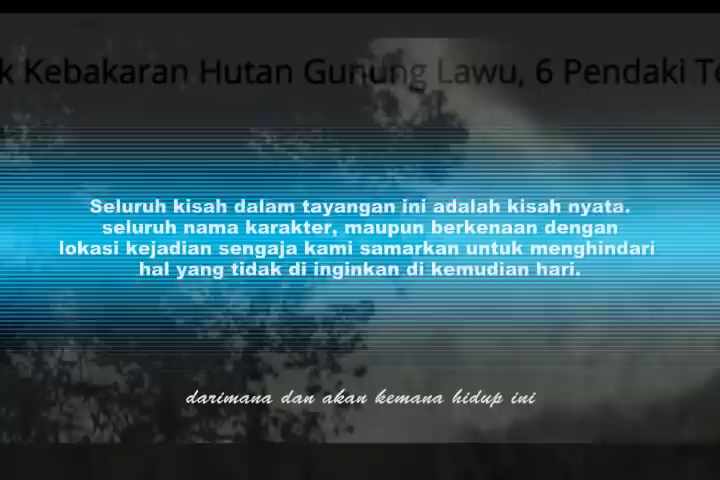 k Kebakaran Hutan Gunung Lawu, 6 Pendaki Te
Seluruh kisah dalam tayangan ini adalah kisah nyata.
seluruh nama karakter, maupun berkenaan dengan
lokasi kejadian sengaja kami samarkan untuk menghindari
hal yang tidak di inginkan di kemudian hari.
darimana dan akan kemana hidup ini